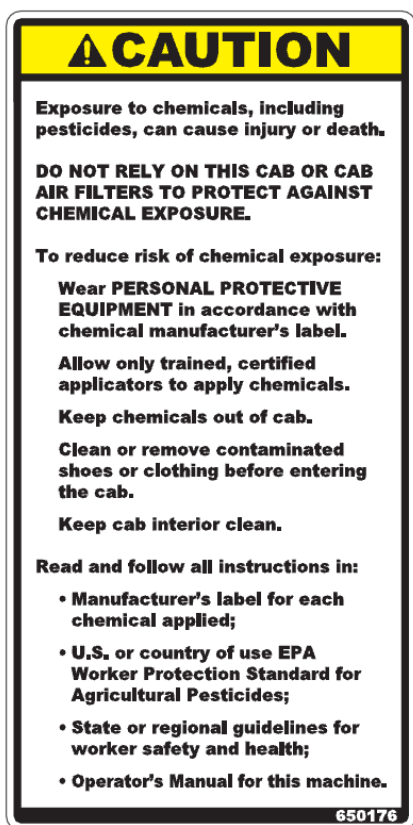 CAUTION
Exposure to chemicals, including
pesticides, can cause injury or death.
DO NOT RELY ON THIS CAB OR CAB
AIR FILTERS TO PROTECT AGAINST
CHEMICAL EXPOSURE.
To reduce risk of chemical exposure:
Wear PERSONAL PROTECTIVE
EQUIPMENT in accordance with
chemical manufacturer's label.
Allow only trained, certified
applicators to apply chemicals.
Keep chemicals out of cab.
Clean or remove contaminated
shoes or clothing before entering
the cab.
Keep cab interior clean.
Read and follow all instructions in:
• Manufacturer's label for each
chemical applied;
• U.S. or country of use EPA
Worker Protection Standard for
Agricultural Pesticides;
• State or regional guidelines for
worker safety and health;
• Operator's Manual for this machine.
650176